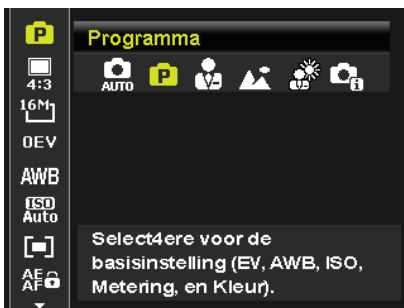 P
Programma
AUTO
P
4:3
16M
0EV
AWB
ISO
Auto
AE
AF
Select4ere voor de
basisinstelling (EV, AWB, ISO,
Metering, en Kleur).